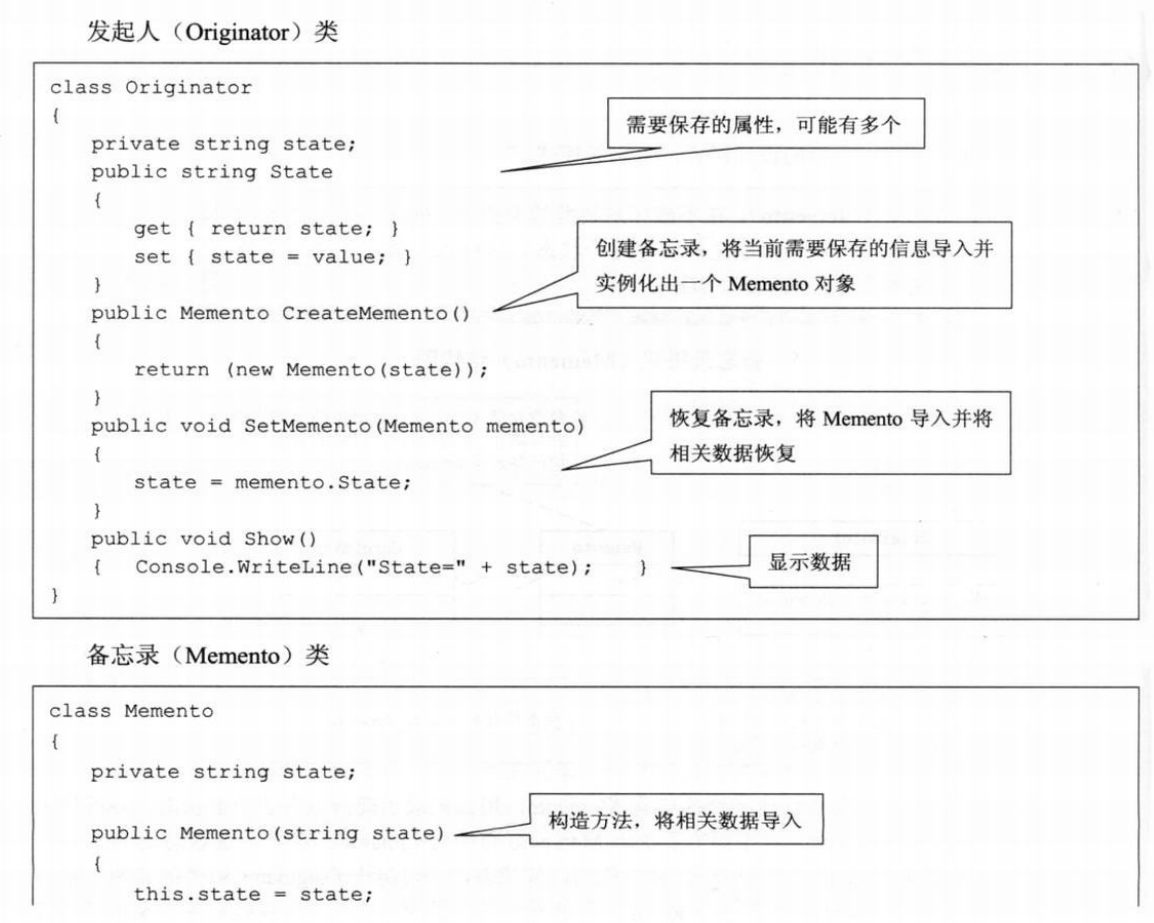 发起人（Originator）类
class Originator
{
private string state;
需要保存的属性，可能有多个
public string State
{
get { return state; }
set { state = value; }
创建备忘录，将当前需要保存的信息导入并
实例化出一个 Memento 对象
}
public Memento CreateMemento()
{
return (new Memento(state));
}
public void SetMemento(Memento memento)
恢复备忘录，将 Memento 导入并将
相关数据恢复
{
state = memento.State;
}
public void Show()
{ Console.WriteLine("State=" + state); }
显示数据
}
备忘录（Memento）类
class Memento
{
private string state;
public Memento(string state)
构造方法，将相关数据导入
{
this.state = state;